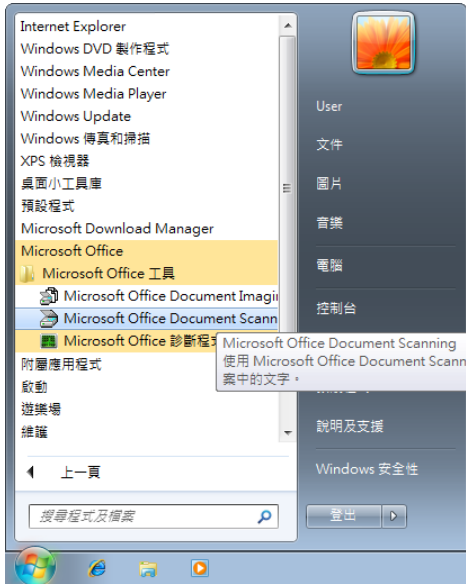 Internet Explorer
Windows DVD 製作程式
Windows Media Center
Windows Media Player
Windows Update
Windows 傳真和掃描
XPS 檢視器
桌面小工具庫
預設程式
Microsoft Download Manager
Microsoft Office
Microsoft Office 工具
Microsoft Office Document Imagi
Microsoft Office Document Scann
Microsoft Office 診斷程式
附屬應用程式
啟動
遊樂場
維護
上一頁
搜尋程式及檔案
User
文件
圖片
音樂
電腦
控制台
Microsoft Office Document Scanning
使用 Microsoft Office Document Scann
案中的文字。
說明及支援
Windows 安全性
登出